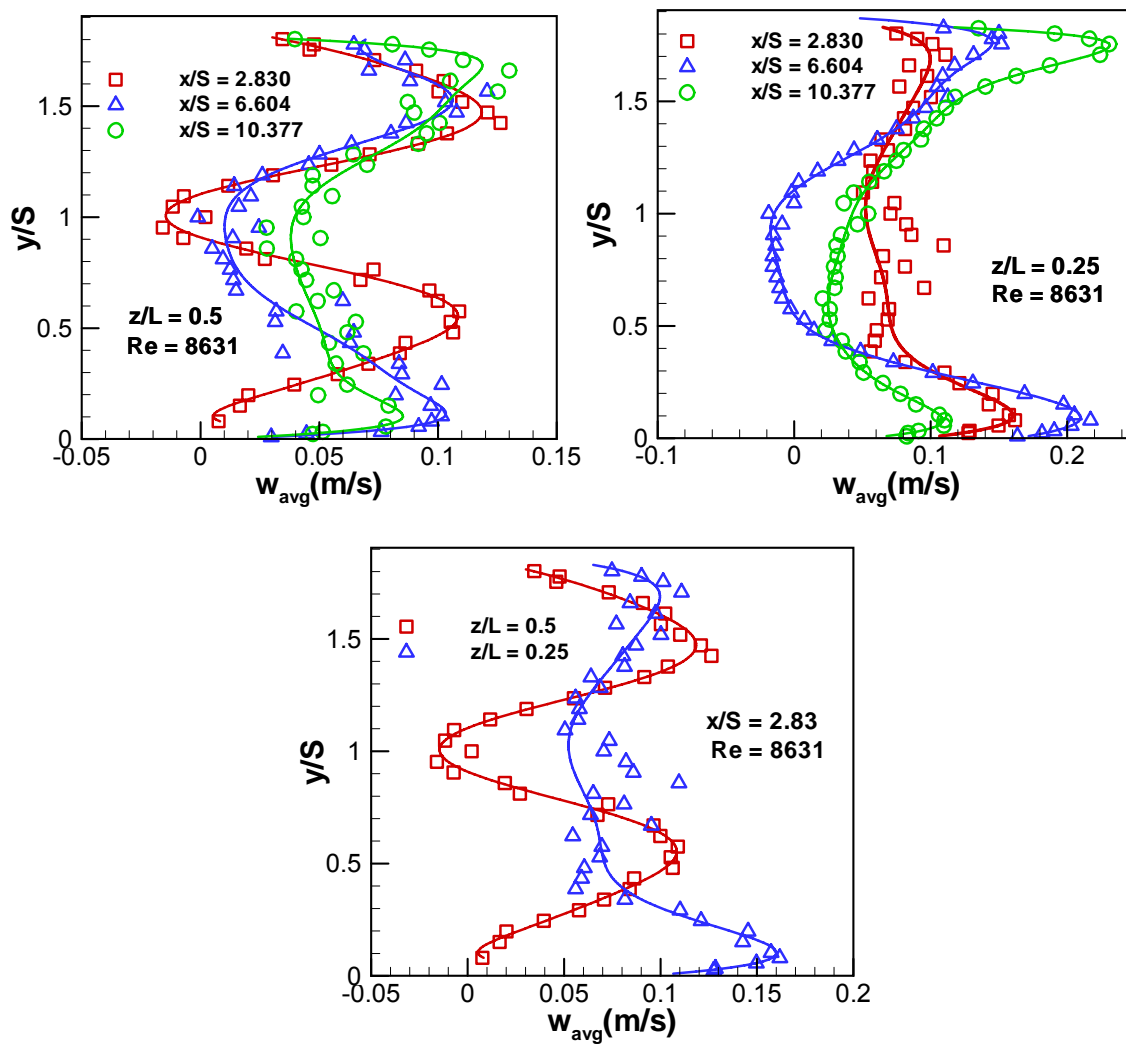 x/S = 2.830
x/S = 6.604
x/S = 10.377
z/L = 0.5
Re = 8631
y/S
0
0.5
1
1.5
-0.05
0
0.05
0.1
0.15
w_avg(m/s)
x/S = 2.830
x/S = 6.604
x/S = 10.377
z/L = 0.25
Re = 8631
y/S
0
0.5
1
1.5
-0.1
0
0.1
0.2
w_avg(m/s)
z/L = 0.5
z/L = 0.25
x/S = 2.83
Re = 8631
y/S
0
0.5
1
1.5
-0.05
0
0.05
0.1
0.15
0.2
w_avg(m/s)